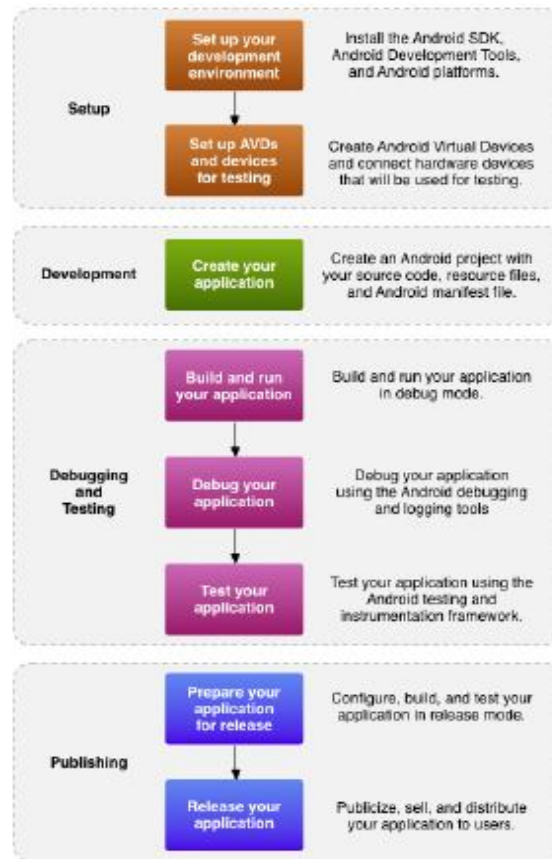 Setup
Set up your
development
environment
Install the Android SDK,
Android Development Tools,
and Android platforms.
Set up AVDs
and devices
for testing
Create Android Virtual Devices
and connect hardware devices
that will be used for testing.
Development
Create your
application
Create an Android project with
your source code, resource files,
and Android manifest file.
Debugging
and
Testing
Build and run
your application
Build and run your application
in debug mode.
Debug your
application
Debug your application
using the Android debugging
and logging tools
Test your
application
Test your application using the
Android testing and
instrumentation framework.
Publishing
Prepare your
application
for release
Configure, build, and test your
application in release mode.
Release your
application
Publicize, sell, and distribute
your application to users.